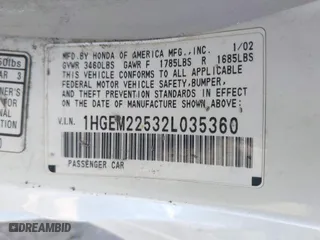 MFD.BY HONDA OF AMERICA MFG.,INC. 1/02
GVWR 3460LBS GAWR F 1785LBS R 1685LBS
THIS VEHICLE CONFORMS TO ALL APPLICABLE
FEDERAL MOTOR VEHICLE SAFETY,BUMPER,AND
THEFT PREVENTION STANDARDS IN EFFECT ON
THE DATE OF MANUFACTURE SHOWN ABOVE.
V.I.N. 1HGEM22532L035360
PASSENGER CAR
AR 3